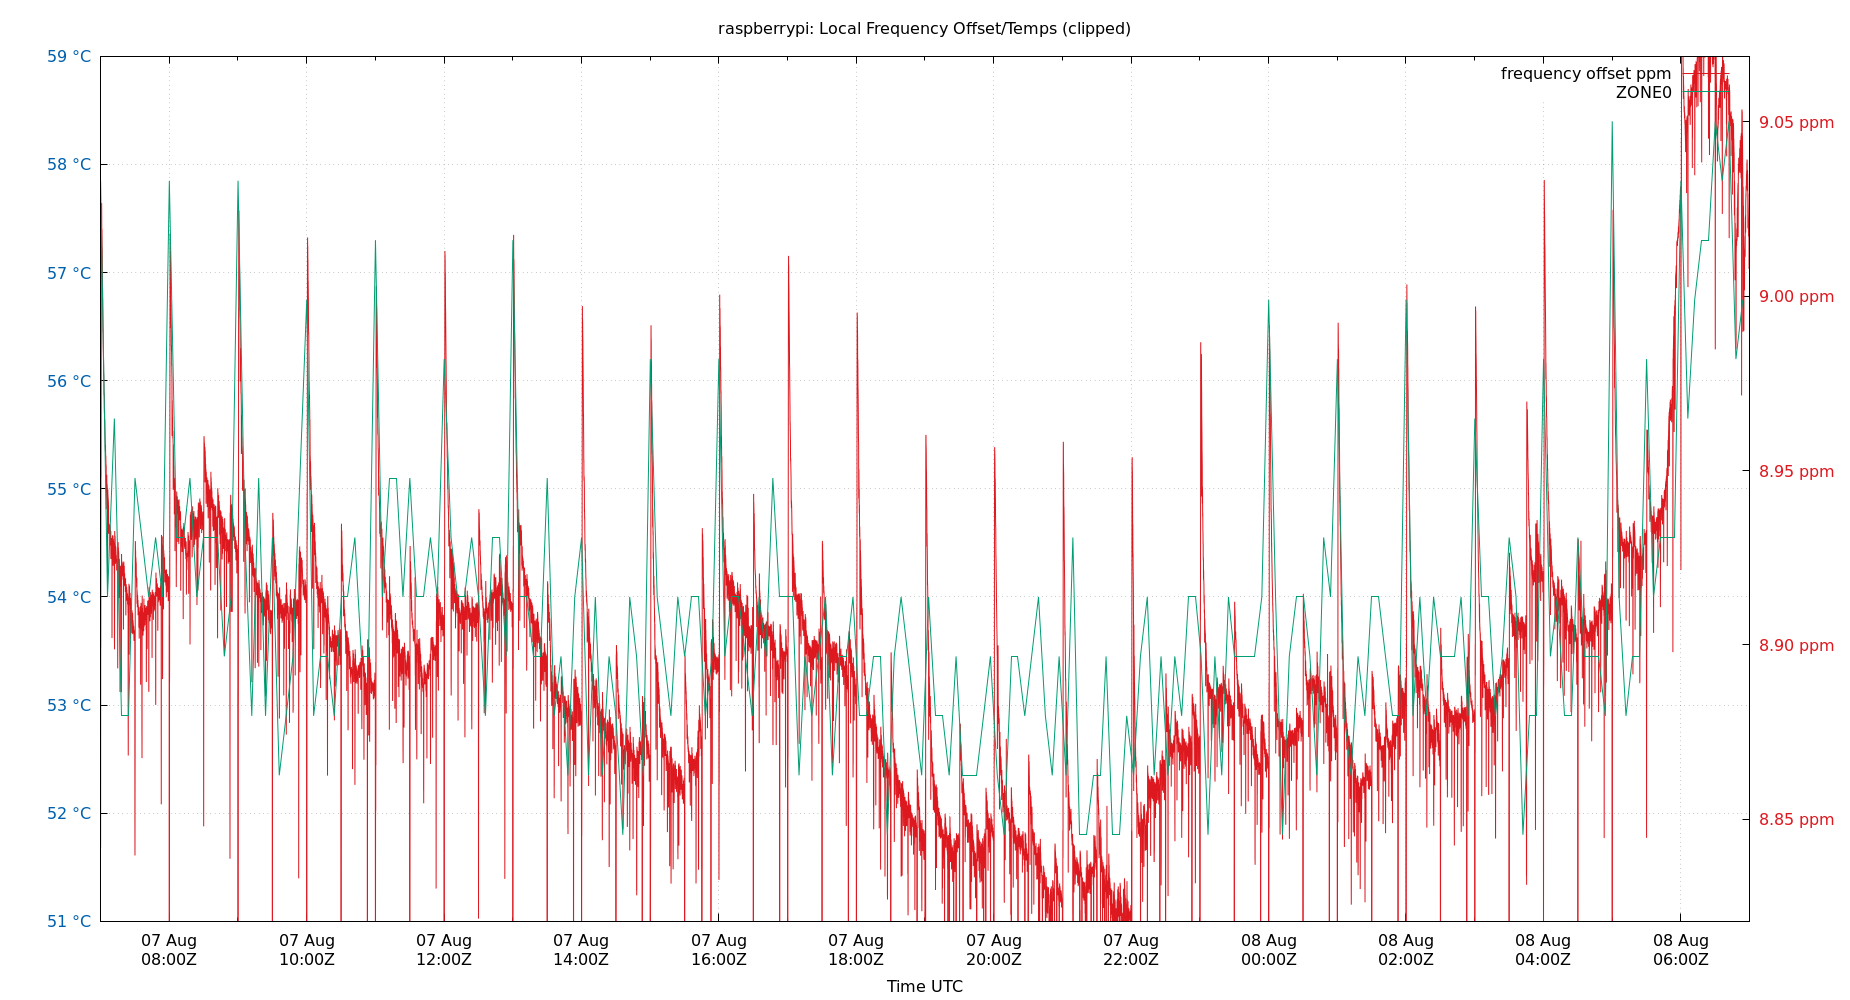 raspberrypi: Local Frequency Offset/Temps (clipped)
59 °C
58 °C
57 °C
56 °C
55 °C
54 °C
53 °C
52 °C
51 °C
frequency offset ppm
ZONE0
9.05 ppm
9.00 ppm
8.95 ppm
8.90 ppm
8.85 ppm
07 Aug
08:00Z
07 Aug
10:00Z
07 Aug
12:00Z
07 Aug
14:00Z
07 Aug
16:00Z
07 Aug
18:00Z
07 Aug
20:00Z
07 Aug
22:00Z
08 Aug
00:00Z
08 Aug
02:00Z
08 Aug
04:00Z
08 Aug
06:00Z
Time UTC